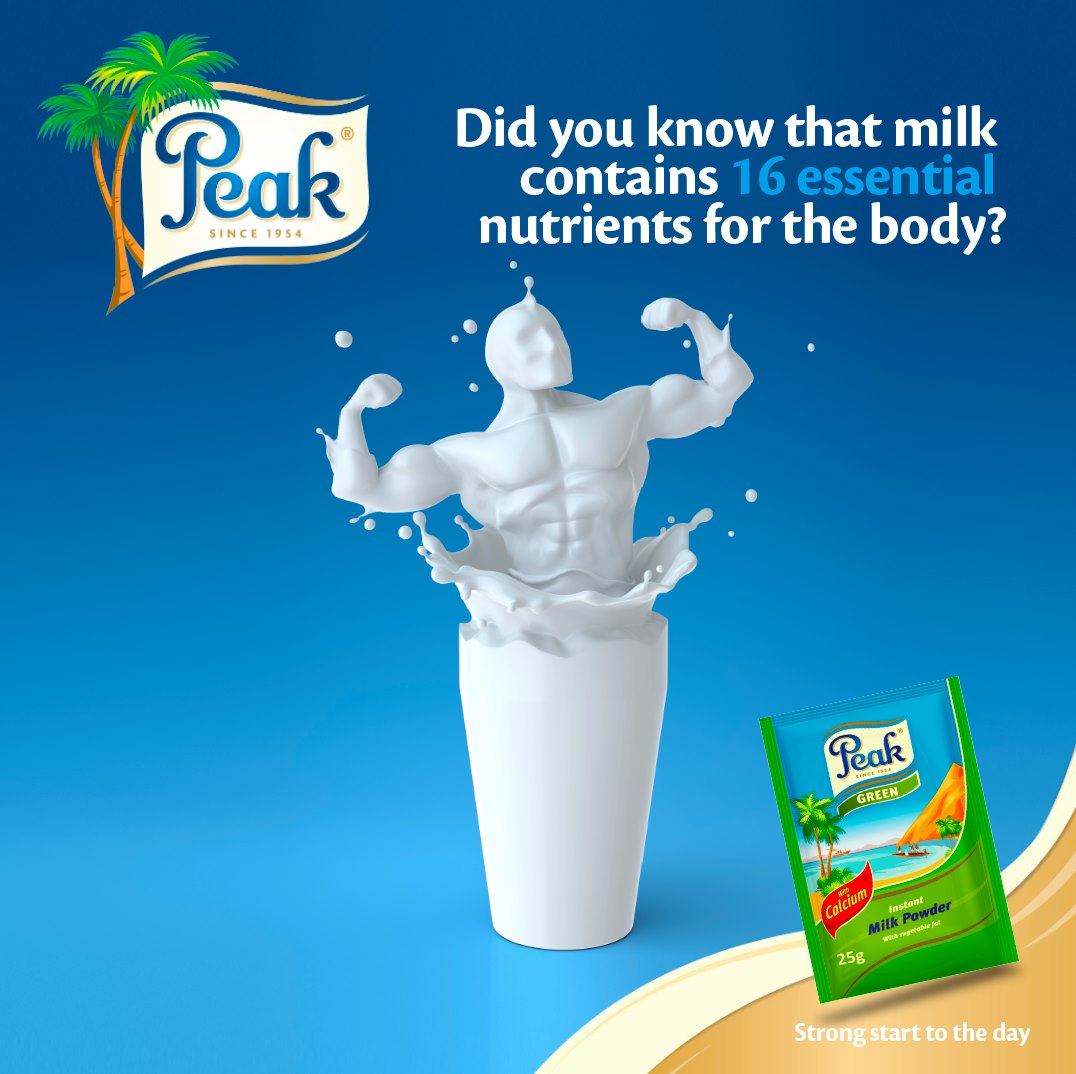 Peak®
SINCE 1954
Did you know that milk
contains 16 essential
nutrients for the body?
Peak®
SINCE 1954
GREEN
With
Calcium
Instant
Milk Powder
With vegetable fat
25g
Strong start to the day